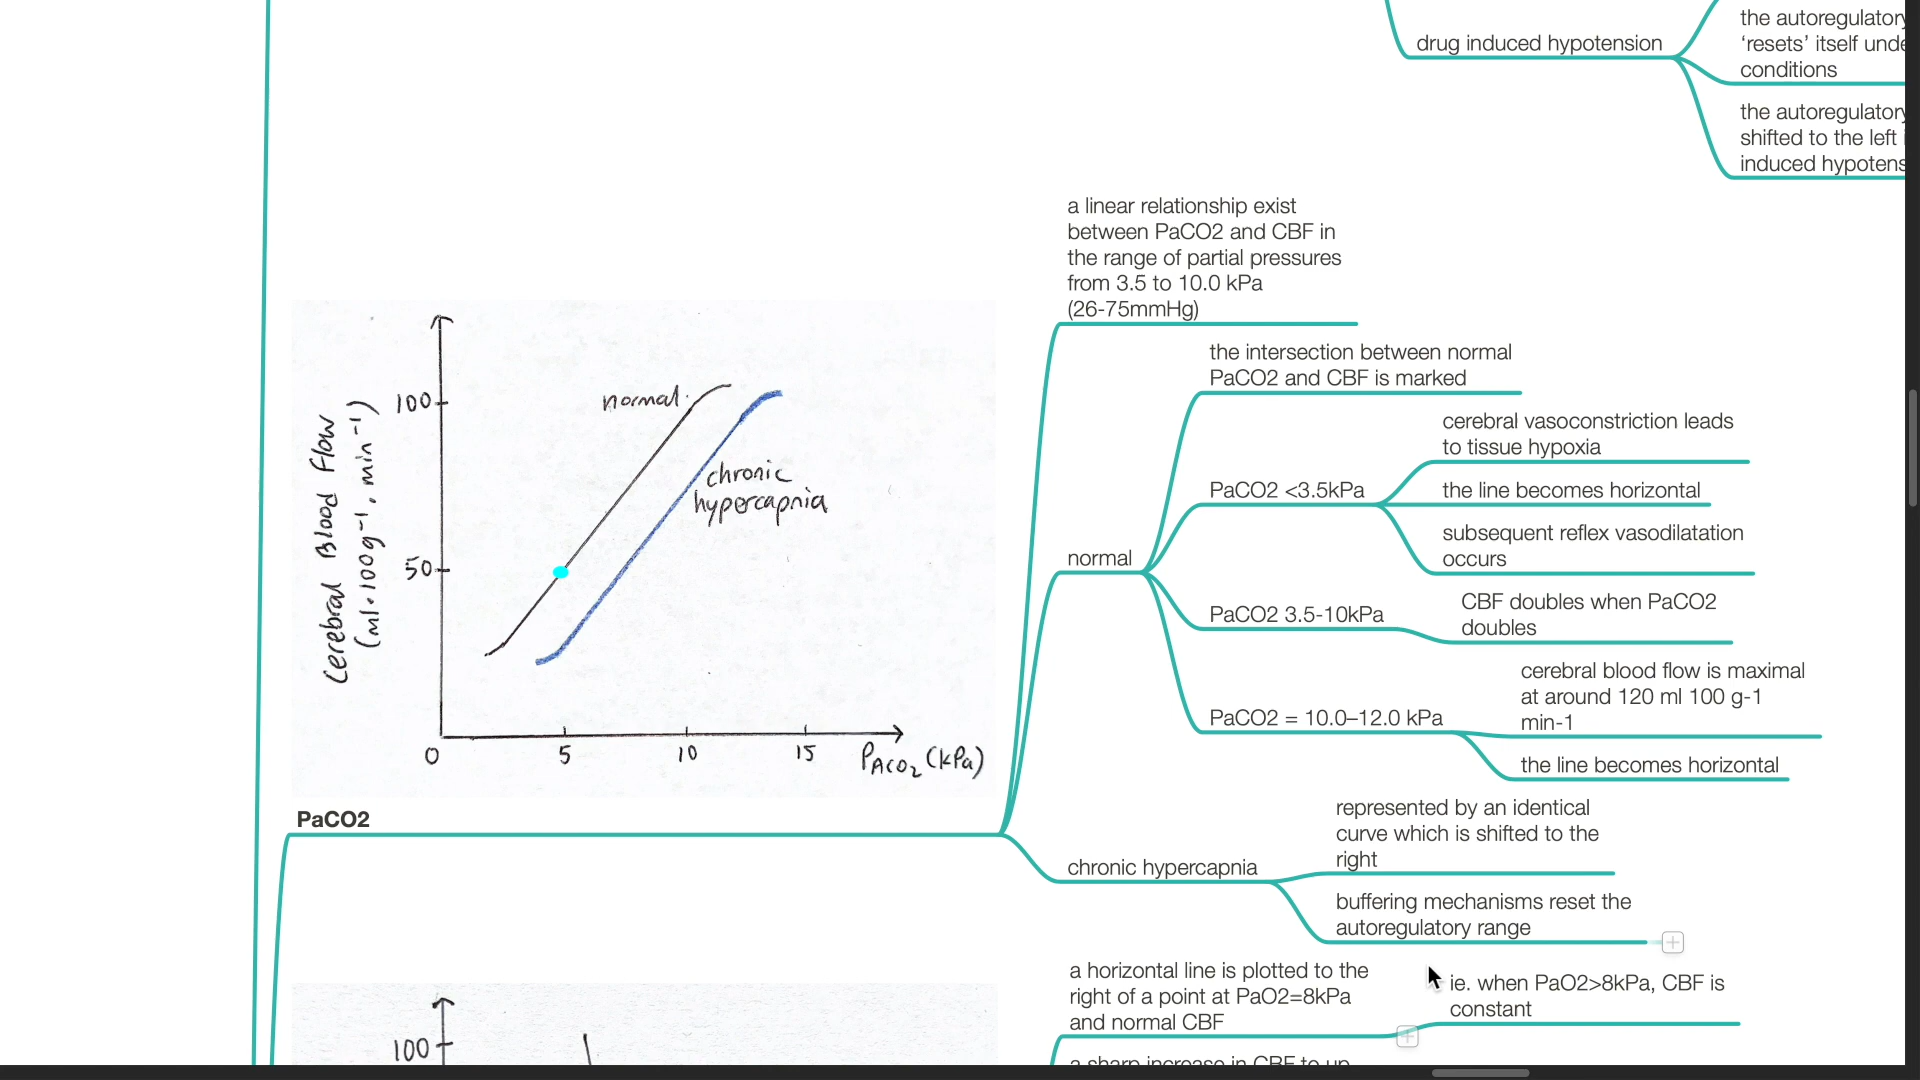 the autoregulatory
drug induced hypotension
'resets' itself unde
conditions
the autoregulatory
shifted to the left
induced hypotens
a linear relationship exist
between PaCO2 and CBF in
the range of partial pressures
from 3.5 to 10.0 kPa
(26-75mmHg)
the intersection between normal
PaCO2 and CBF is marked
cerebral vasoconstriction leads
to tissue hypoxia
PaCO2 <3.5kPa
the line becomes horizontal
subsequent reflex vasodilatation
occurs
normal
PaCO2 3.5-10kPa
CBF doubles when PaCO2
doubles
cerebral blood flow is maximal
at around 120 ml 100 g-1
min-1
PaCO2 = 10.0–12.0 kPa
the line becomes horizontal
Cerebral Blood Flow
(ml.100g⁻¹.min⁻¹)
100
50
normal
chronic
hypercapnia
0 5 10 15 PACO2 (kPa)
PaCO2
chronic hypercapnia
represented by an identical
curve which is shifted to the
right
buffering mechanisms reset the
autoregulatory range
a horizontal line is plotted to the
right of a point at PaO2=8kPa
and normal CBF
ie. when PaO2>8kPa, CBF is
constant
100
a sharp increase in CBF to up